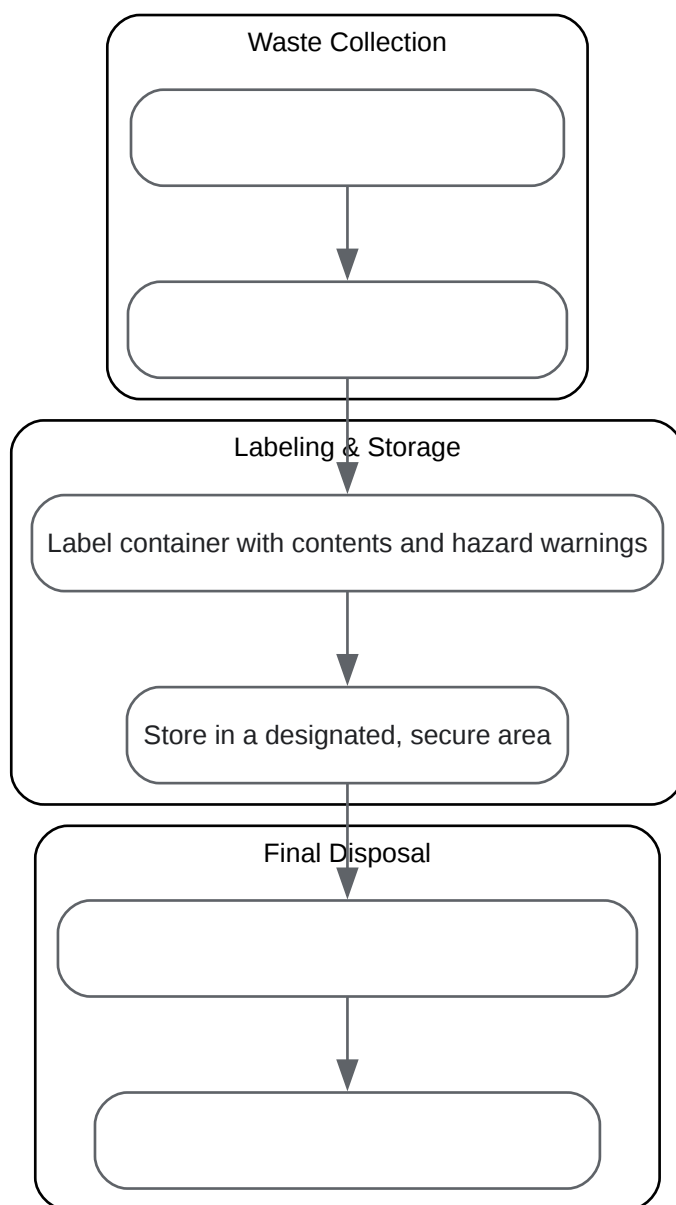 Waste Collection
Labeling & Storage
Label container with contents and hazard warnings
Store in a designated, secure area
Final Disposal